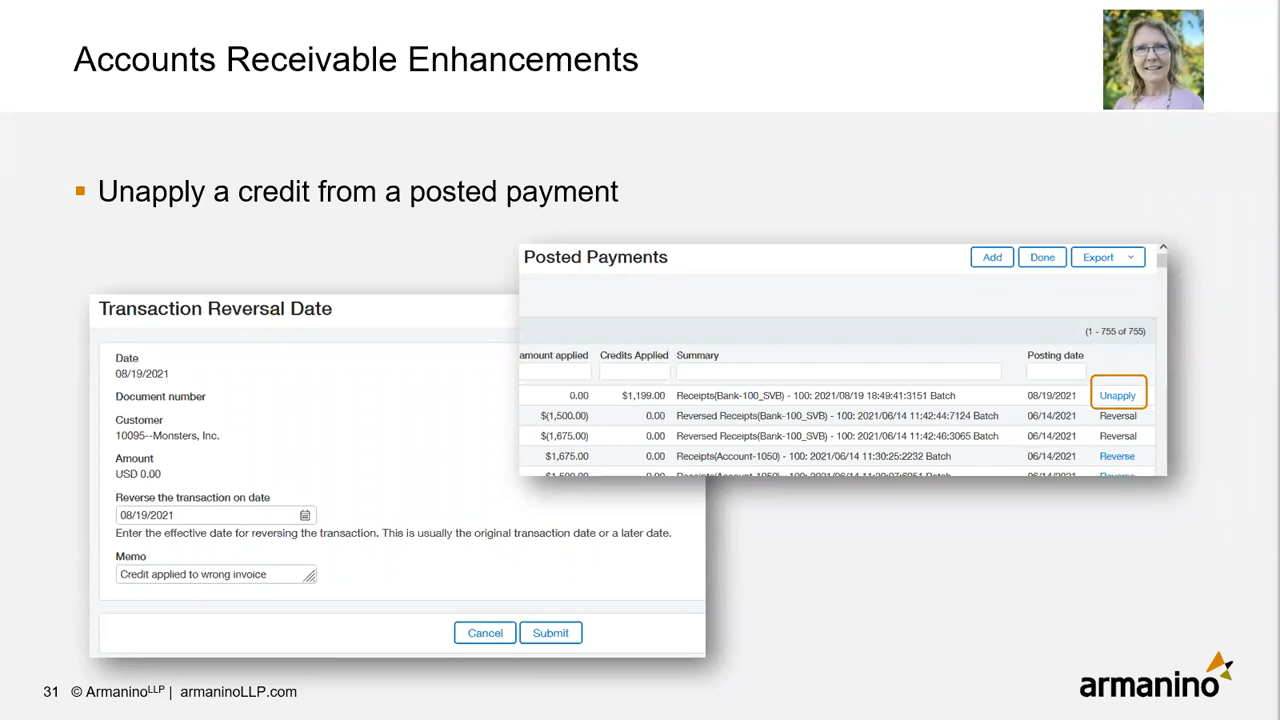 Accounts Receivable Enhancements
Unapply a credit from a posted payment
Posted Payments
Add Done Export
(1 - 755 of 755)
amount applied Credits Applied Summary Posting date
0.00 $1,199.00 Receipts(Bank-100_SVB) - 100: 2021/08/19 18:49:41:3151 Batch 08/19/2021 Unapply
$(1,500.00) 0.00 Reversed Receipts(Bank-100_SVB) - 100: 2021/06/14 11:42:44:7124 Batch 06/14/2021 Reversal
$(1,675.00) 0.00 Reversed Receipts(Bank-100_SVB) - 100: 2021/06/14 11:42:46:3065 Batch 06/14/2021 Reversal
$1,675.00 0.00 Receipts(Account-1050) - 100: 2021/06/14 11:30:25:2232 Batch 06/14/2021 Reverse
Transaction Reversal Date
Date
08/19/2021
Document number
Customer
10095--Monsters, Inc.
Amount
USD 0.00
Reverse the transaction on date
08/19/2021
Enter the effective date for reversing the transaction. This is usually the original transaction date or a later date.
Memo
Credit applied to wrong invoice
Cancel Submit
31 © ArmaninoLLP | armaninoLLP.com
armanino